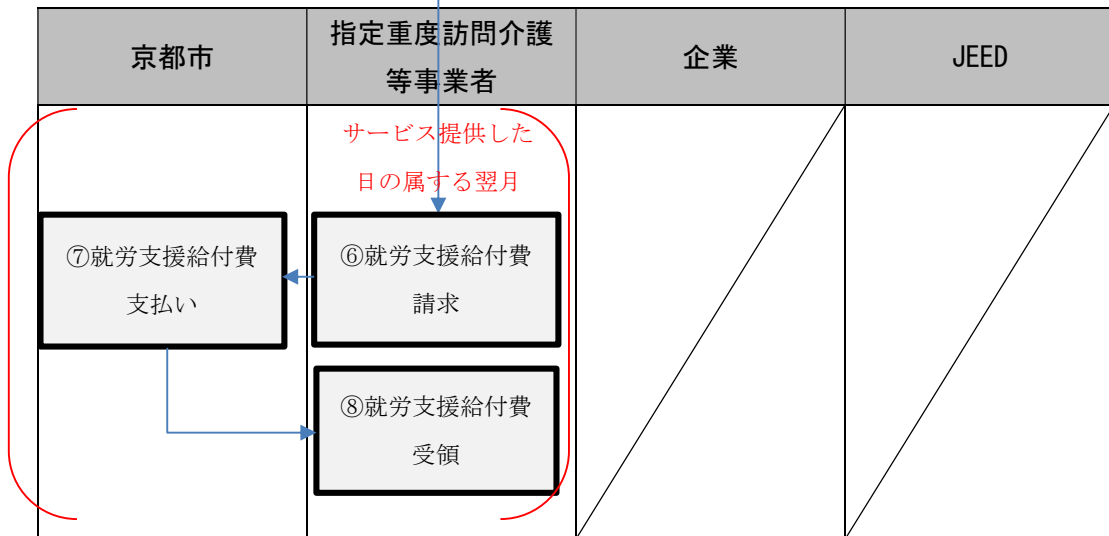 京都市
指定重度訪問介護
等事業者
企業
JEED
サービス提供した
日の属する翌月
⑦就労支援給付費
支払い
⑥就労支援給付費
請求
⑧就労支援給付費
受領